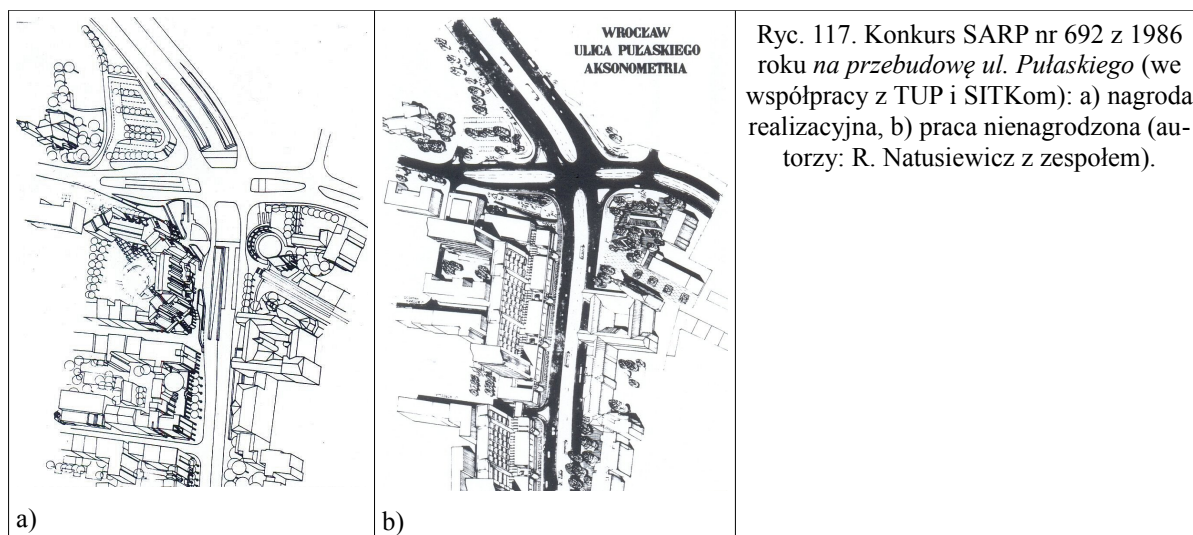 a)
WROCŁAW
ULICA PUŁASKIEGO
AKSONOMETRIA
b)
Ryc. 117. Konkurs SARP nr 692 z 1986
roku na przebudowę ul. Pułaskiego (we
współpracy z TUP i SITKom): a) nagroda
realizacyjna, b) praca nienagrodzona (au-
torzy: R. Natusiewicz z zespołem).